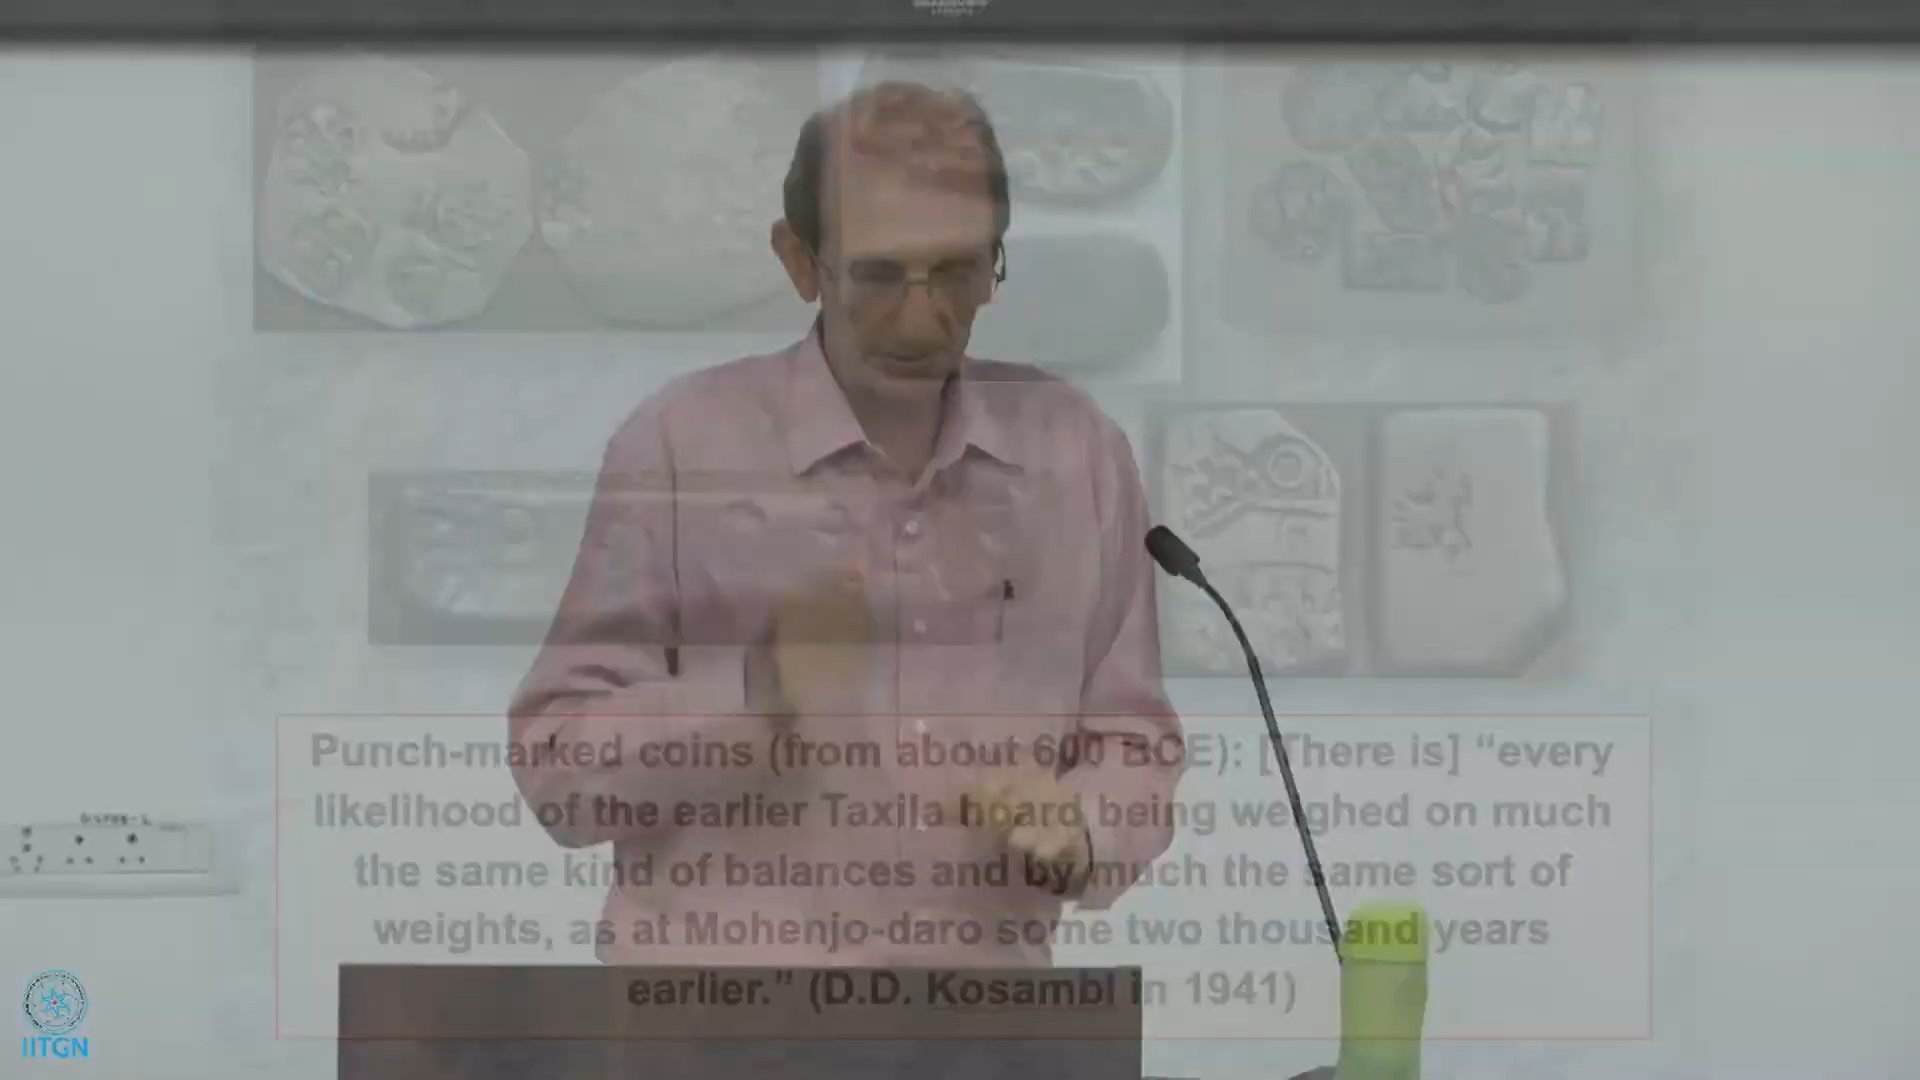 Punch-marked coins (from about 600 BCE): [There is] “every
likelihood of the earlier Taxila hoard being weighed on much
the same kind of balances and by much the same sort of
weights, as at Mohenjo-daro some two thousand years
earlier.” (D.D. Kosambi in 1941)
IITGN